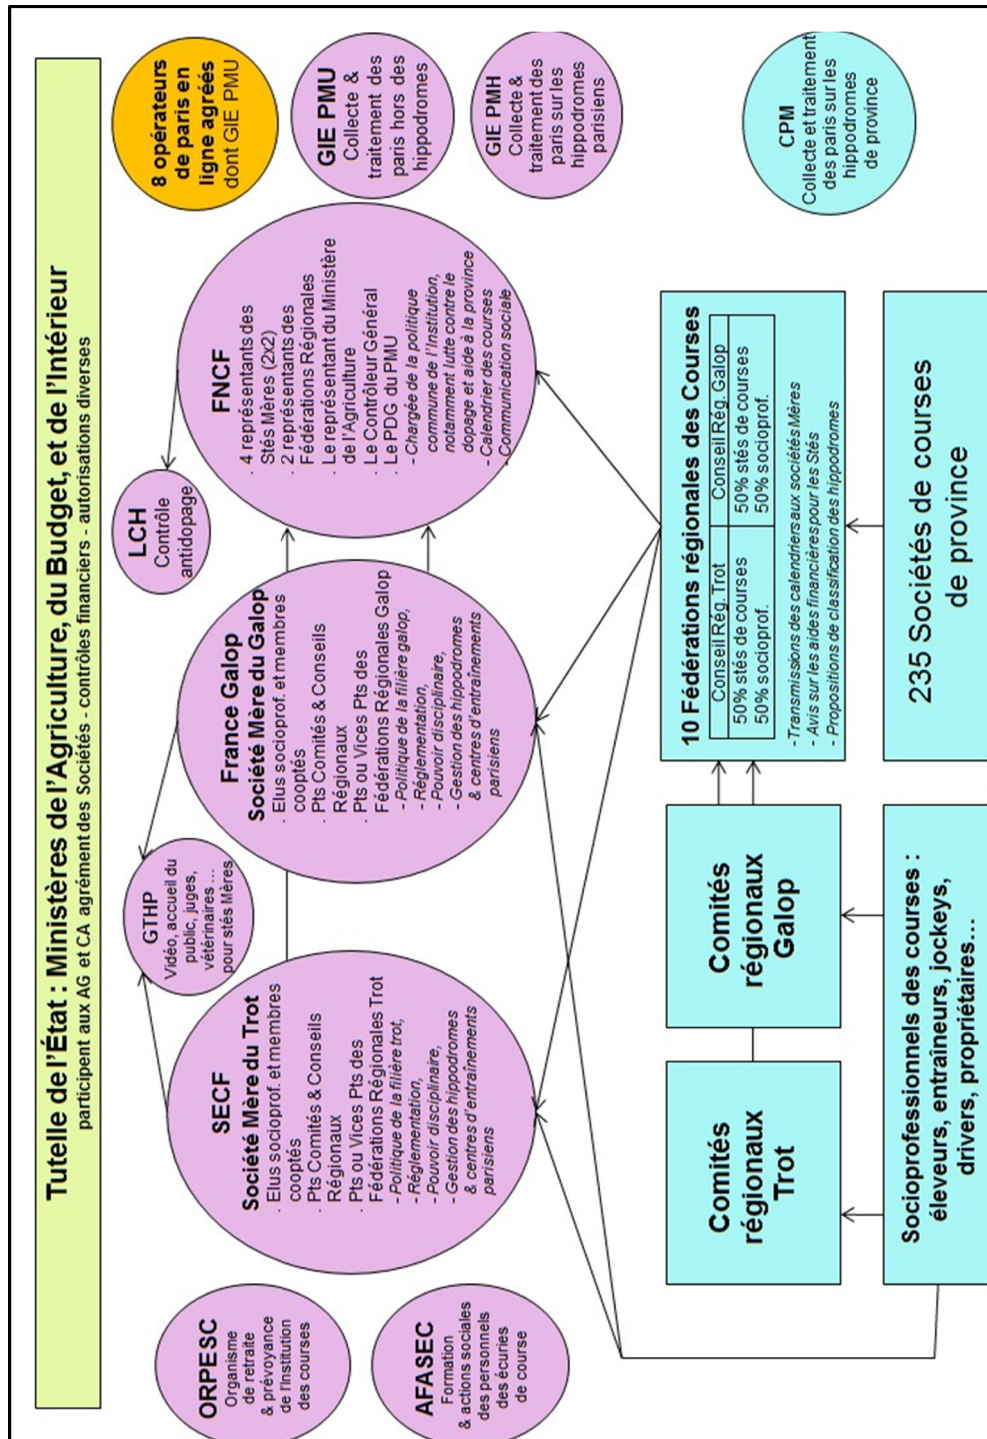 Tutelle de l'État : Ministères de l'Agriculture, du Budget, et de l'Intérieur
participent aux AG et CA agrément des Sociétés - contrôles financiers - autorisations diverses
ORPESC
Organisme
de retraite
& prévoyance
de l'Institution
des courses
AFASEC
Formation
& actions sociales
des personnels
des écuries
de course
GTHP
Vidéo, accueil du
public, juges,
vétérinaires ...
pour stés Mères
LCH
Contrôle
antidopage
8 opérateurs
de paris en
ligne agréés
dont GIE PMU
GIE PMU
Collecte &
traitement des
paris hors des
hippodromes
GIE PMH
Collecte &
traitement des
paris sur les
hippodromes
parisiens
CPM
Collecte et traitement
des paris sur les
hippodromes
de province
SECF
Société Mère du Trot
. Elus socioprof. et membres
cooptés
. Pts Comités & Conseils
Régionaux
. Pts ou Vices Pts des
Fédérations Régionales Trot
- Politique de la filière trot,
- Réglementation,
- Pouvoir disciplinaire,
- Gestion des hippodromes
& centres d'entraînements
parisiens
France Galop
Société Mère du Galop
. Elus socioprof. et membres
cooptés
. Pts Comités & Conseils
Régionaux
. Pts ou Vices Pts des
Fédérations Régionales Galop
- Politique de la filière galop,
- Réglementation,
- Pouvoir disciplinaire,
- Gestion des hippodromes
& centres d'entraînements
parisiens
FNCF
. 4 représentants des
Stés Mères (2x2)
. 2 représentants des
Fédérations Régionales
. Le représentant du Ministère
de l'Agriculture
. Le Contrôleur Général
. Le PDG du PMU
- Chargée de la politique
commune de l'Institution,
notamment lutte contre le
dopage et aide à la province
- Calendrier des courses
- Communication sociale
Comités
régionaux
Trot
Comités
régionaux
Galop
10 Fédérations régionales des Courses
Conseil Rég. Trot
Conseil Rég. Galop
50% stés de courses
50% stés de courses
50% socioprof.
50% socioprof.
- Transmissions des calendriers aux sociétés Mères
- Avis sur les aides financières pour les Stés
- Propositions de classification des hippodromes
Socioprofessionnels des courses :
éleveurs, entraîneurs, jockeys,
drivers, propriétaires...
235 Sociétés de courses
de province